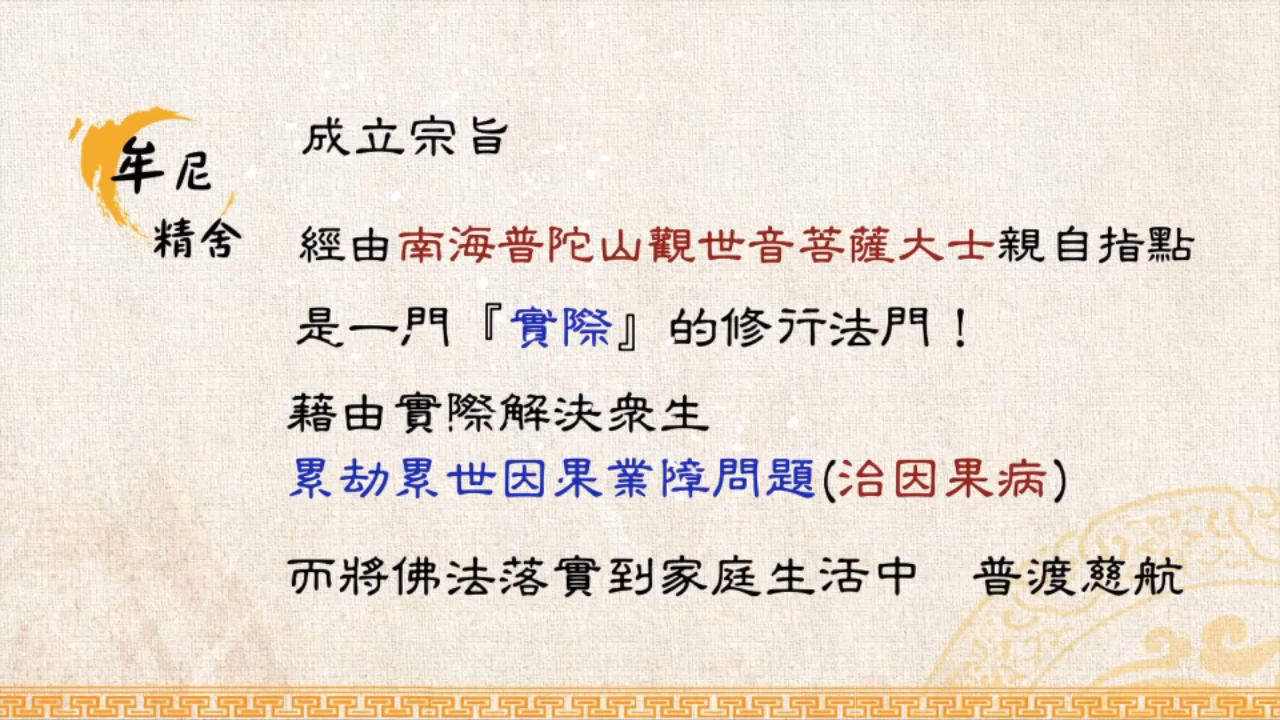 牟尼
精舍
成立宗旨
經由南海普陀山觀世音菩薩大士親自指點
是一門『實際』的修行法門！
藉由實際解決眾生
累劫累世因果業障問題(治因果病)
而將佛法落實到家庭生活中　普渡慈航